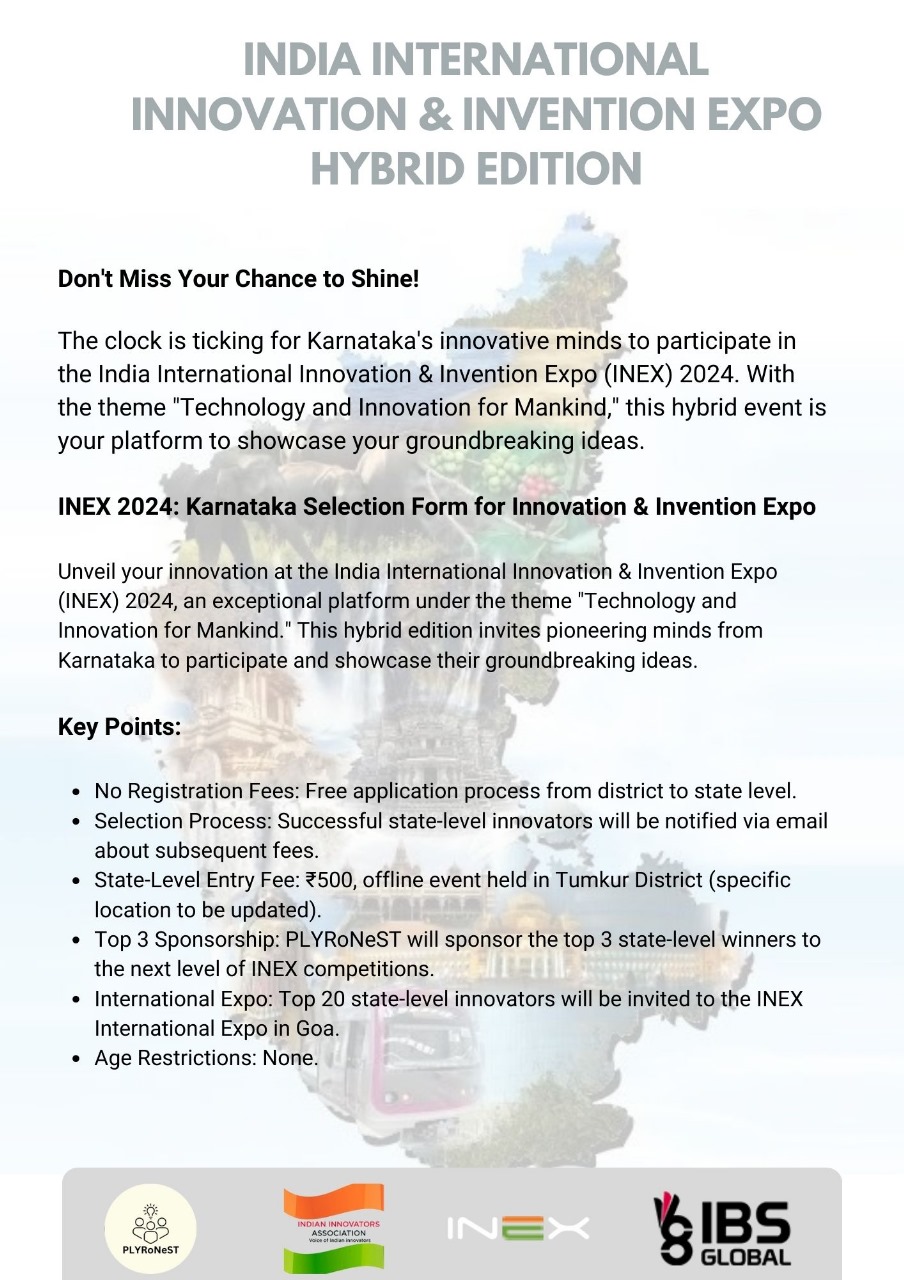 INDIA INTERNATIONAL
INNOVATION & INVENTION EXPO
HYBRID EDITION
Don't Miss Your Chance to Shine!
The clock is ticking for Karnataka's innovative minds to participate in
the India International Innovation & Invention Expo (INEX) 2024. With
the theme "Technology and Innovation for Mankind," this hybrid event is
your platform to showcase your groundbreaking ideas.
INEX 2024: Karnataka Selection Form for Innovation & Invention Expo
Unveil your innovation at the India International Innovation & Invention Expo
(INEX) 2024, an exceptional platform under the theme "Technology and
Innovation for Mankind." This hybrid edition invites pioneering minds from
Karnataka to participate and showcase their groundbreaking ideas.
Key Points:
• No Registration Fees: Free application process from district to state level.
• Selection Process: Successful state-level innovators will be notified via email
about subsequent fees.
• State-Level Entry Fee: ₹500, offline event held in Tumkur District (specific
location to be updated).
• Top 3 Sponsorship: PLYRoNeST will sponsor the top 3 state-level winners to
the next level of INEX competitions.
• International Expo: Top 20 state-level innovators will be invited to the INEX
International Expo in Goa.
• Age Restrictions: None.
PLYRoNeST
INDIAN INNOVATORS
ASSOCIATION
Voice of Indian Innovators
INEX
IBS
GLOBAL